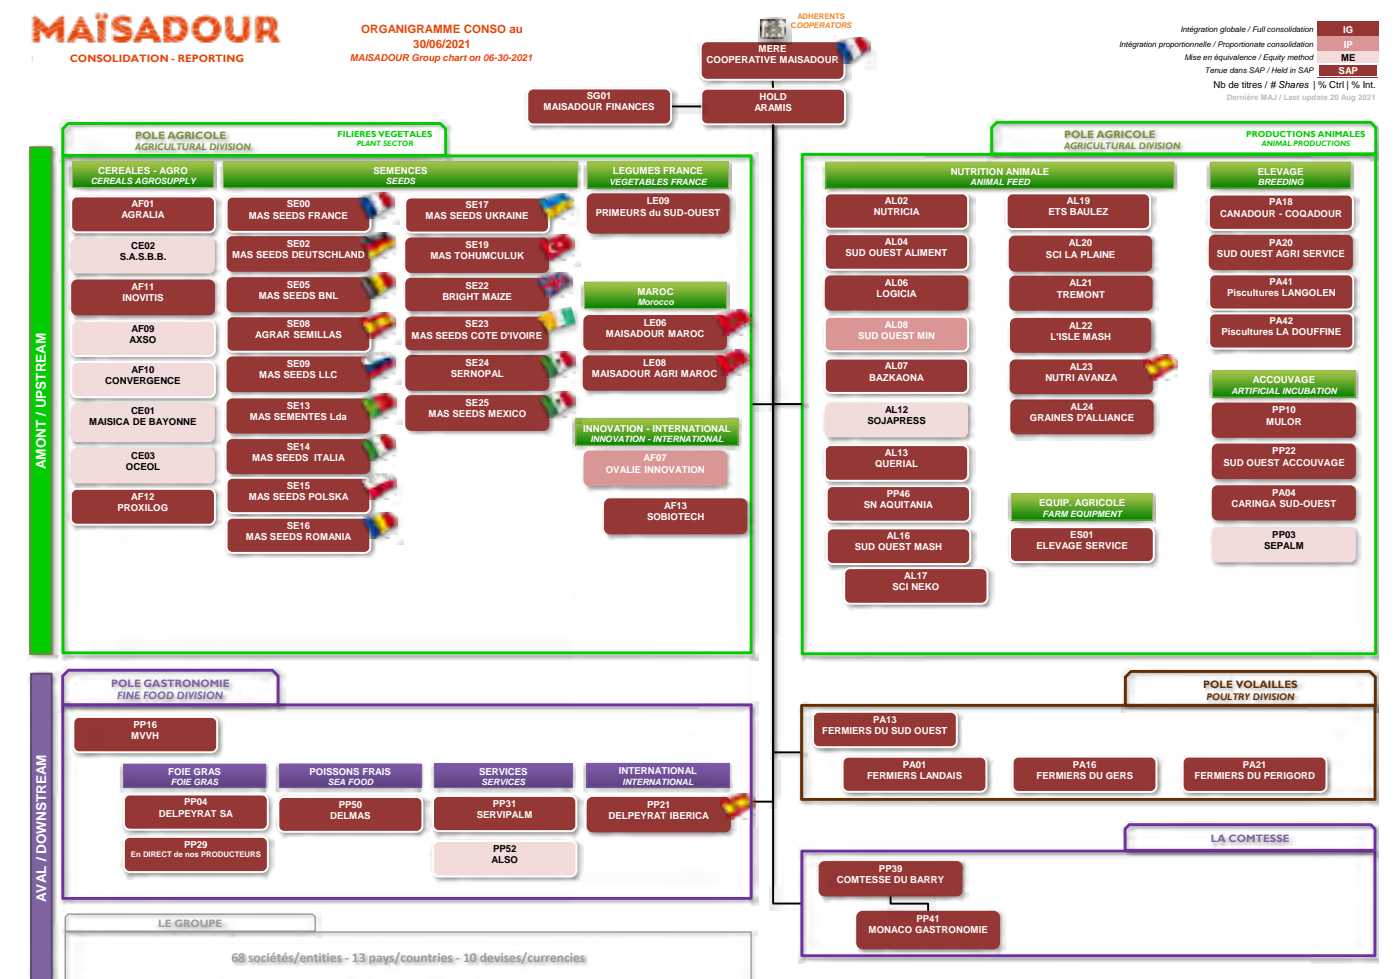 MAÏSADOUR
CONSOLIDATION - REPORTING
ORGANIGRAMME CONSO au
30/06/2021
MAISADOUR Group chart on 06-30-2021
ADHERENTS
COOPERATORS
MERE
COOPERATIVE MAISADOUR
SG01
MAISADOUR FINANCES
HOLD
ARAMIS
Intégration globale / Full consolidation IG
Intégration proportionnelle / Proportionate consolidation IP
Mise en équivalence / Equity method ME
Tenue dans SAP / Held in SAP SAP
Nb de titres / # Shares | % Ctrl | % Int.
Dernière MAJ / Last update 20 Aug 2021
AMONT / UPSTREAM
POLE AGRICOLE
AGRICULTURAL DIVISION
FILIERES VEGETALES
PLANT SECTOR
CEREALES - AGRO
CEREALS AGROSUPPLY
AF01
AGRALIA
CE02
S.A.S.B.B.
AF11
INOVITIS
AF09
AXSO
AF10
CONVERGENCE
CE01
MAISICA DE BAYONNE
CE03
OCEOL
AF12
PROXILOG
SEMENCES
SEEDS
SE00
MAS SEEDS FRANCE
SE02
MAS SEEDS DEUTSCHLAND
SE05
MAS SEEDS BNL
SE08
AGRAR SEMILLAS
SE09
MAS SEEDS LLC
SE13
MAS SEMENTES Lda
SE14
MAS SEEDS ITALIA
SE15
MAS SEEDS POLSKA
SE16
MAS SEEDS ROMANIA
SE17
MAS SEEDS UKRAINE
SE19
MAS TOHUMCULUK
SE22
BRIGHT MAIZE
SE23
MAS SEEDS COTE D'IVOIRE
SE24
SERNOPAL
SE25
MAS SEEDS MEXICO
LEGUMES FRANCE
VEGETABLES FRANCE
LE09
PRIMEURS du SUD-OUEST
MAROC
Morocco
LE06
MAISADOUR MAROC
LE08
MAISADOUR AGRI MAROC
INNOVATION - INTERNATIONAL
INNOVATION - INTERNATIONAL
AF07
OVALIE INNOVATION
AF13
SOBIOTECH
POLE AGRICOLE
AGRICULTURAL DIVISION
PRODUCTIONS ANIMALES
ANIMAL PRODUCTIONS
NUTRITION ANIMALE
ANIMAL FEED
AL02
NUTRICIA
AL04
SUD OUEST ALIMENT
AL06
LOGICIA
AL08
SUD OUEST MIN
AL07
BAZKAONA
AL12
SOJAPRESS
AL13
QUERIAL
PP46
SN AQUITANIA
AL16
SUD OUEST MASH
AL17
SCI NEKO
AL19
ETS BAULEZ
AL20
SCI LA PLAINE
AL21
TREMONT
AL22
L'ISLE MASH
AL23
NUTRI AVANZA
AL24
GRAINES D'ALLIANCE
EQUIP. AGRICOLE
FARM EQUIPMENT
ES01
ELEVAGE SERVICE
ELEVAGE
BREEDING
PA18
CANADOUR - COQADOUR
PA20
SUD OUEST AGRI SERVICE
PA41
Piscultures LANGOLEN
PA42
Piscultures LA DOUFFINE
ACCOUVAGE
ARTIFICIAL INCUBATION
PP10
MULOR
PP22
SUD OUEST ACCOUVAGE
PA04
CARINGA SUD-OUEST
PP03
SEPALM
AVAL / DOWNSTREAM
POLE GASTRONOMIE
FINE FOOD DIVISION
PP16
MVVH
FOIE GRAS
FOIE GRAS
PP04
DELPEYRAT SA
PP29
En DIRECT de nos PRODUCTEURS
POISSONS FRAIS
SEA FOOD
PP50
DELMAS
SERVICES
SERVICES
PP31
SERVIPALM
PP52
ALSO
INTERNATIONAL
INTERNATIONAL
PP21
DELPEYRAT IBERICA
POLE VOLAILLES
POULTRY DIVISION
PA13
FERMIERS DU SUD OUEST
PA01
FERMIERS LANDAIS
PA16
FERMIERS DU GERS
PA21
FERMIERS DU PERIGORD
LA COMTESSE
PP39
COMTESSE DU BARRY
PP41
MONACO GASTRONOMIE
LE GROUPE
68 sociétés/entities - 13 pays/countries - 10 devises/currencies